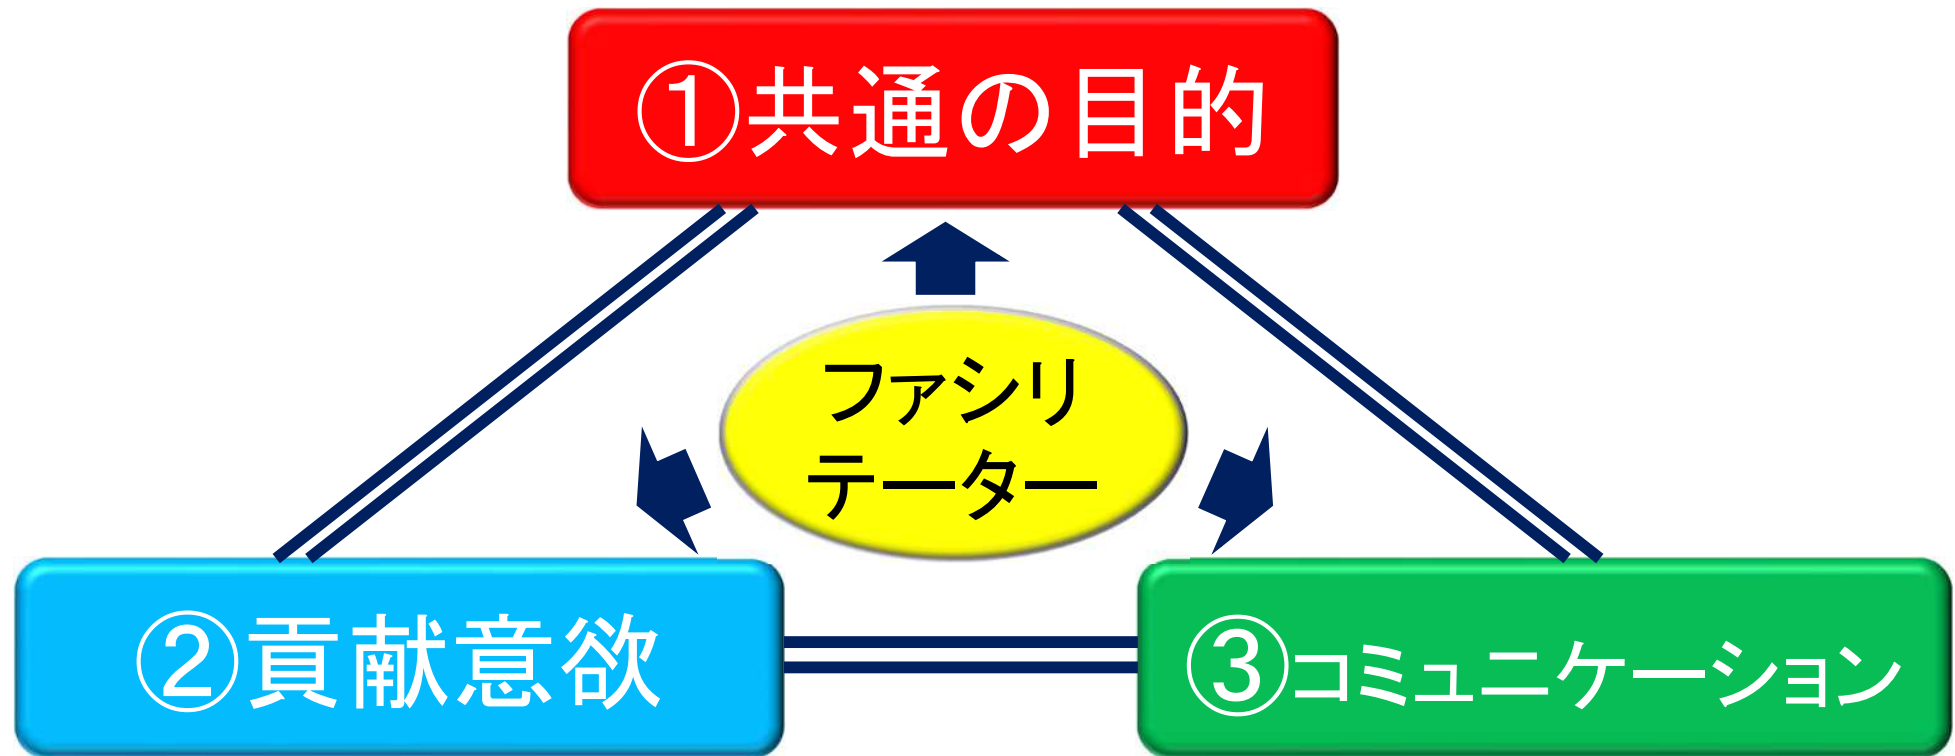 ①共通の目的
ファシリ
テーター
②貢献意欲
③コミュニケーション